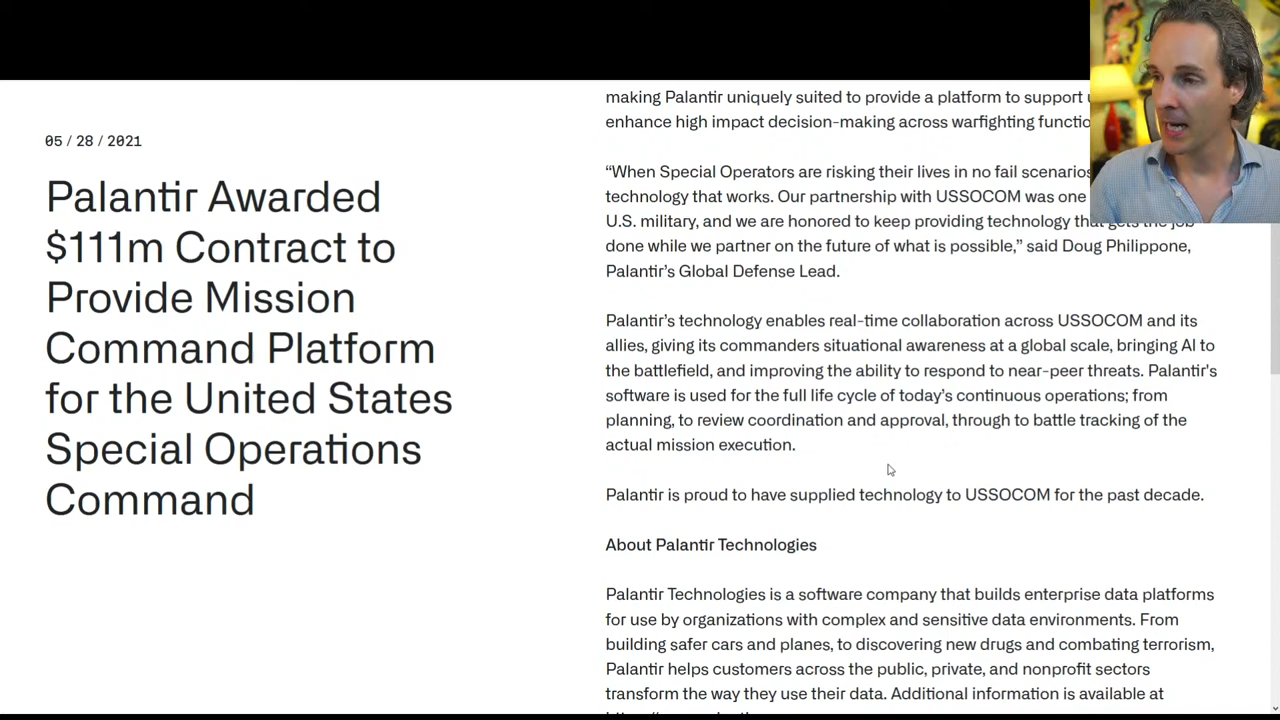 05 / 28 / 2021
Palantir Awarded
$111m Contract to
Provide Mission
Command Platform
for the United States
Special Operations
Command
making Palantir uniquely suited to provide a platform to support
enhance high impact decision-making across warfighting
“When Special Operators are risking their lives in no fail scenarios
technology that works. Our partnership with USSOCOM was one
U.S. military, and we are honored to keep providing technology that gets the job
done while we partner on the future of what is possible,” said Doug Philippone,
Palantir’s Global Defense Lead.
Palantir’s technology enables real-time collaboration across USSOCOM and its
allies, giving its commanders situational awareness at a global scale, bringing AI to
the battlefield, and improving the ability to respond to near-peer threats. Palantir's
software is used for the full life cycle of today’s continuous operations; from
planning, to review coordination and approval, through to battle tracking of the
actual mission execution.
Palantir is proud to have supplied technology to USSOCOM for the past decade.
About Palantir Technologies
Palantir Technologies is a software company that builds enterprise data platforms
for use by organizations with complex and sensitive data environments. From
building safer cars and planes, to discovering new drugs and combating terrorism,
Palantir helps customers across the public, private, and nonprofit sectors
transform the way they use their data. Additional information is available at